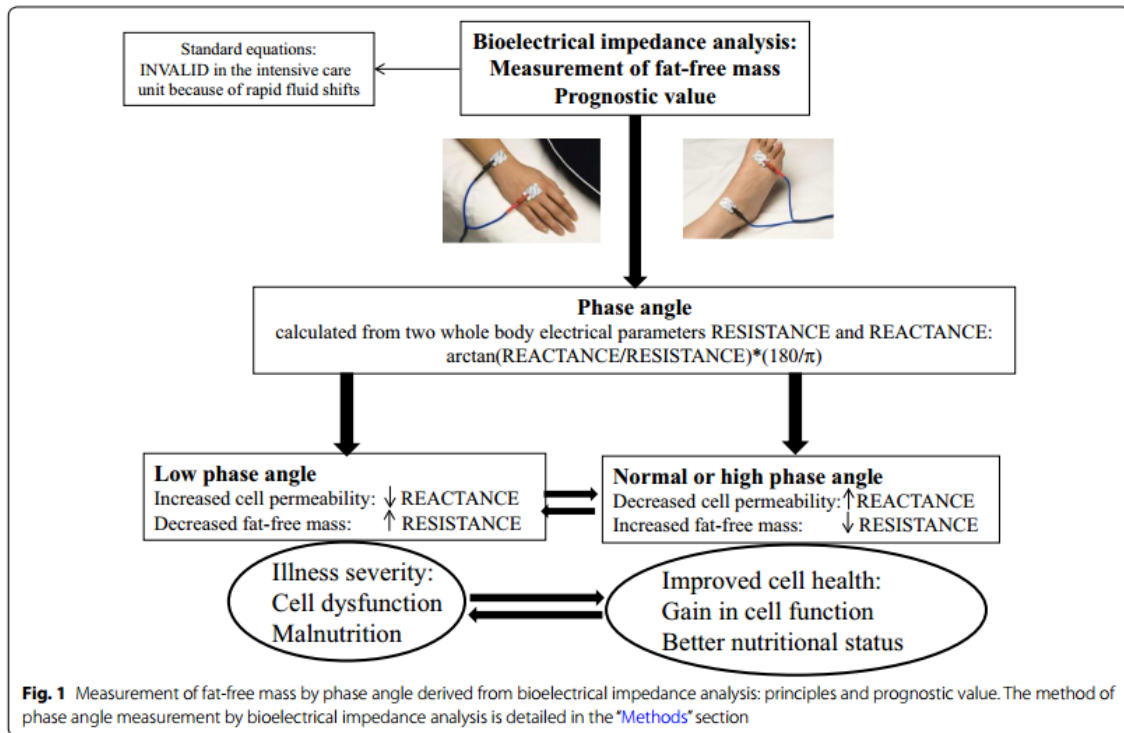 Standard equations:
INVALID in the intensive care
unit because of rapid fluid shifts
Bioelectrical impedance analysis:
Measurement of fat-free mass
Prognostic value
Phase angle
calculated from two whole body electrical parameters RESISTANCE and REACTANCE:
arctan(REACTANCE/RESISTANCE)*(180/π)
Low phase angle
Increased cell permeability: ↓ REACTANCE
Decreased fat-free mass: ↑ RESISTANCE
Normal or high phase angle
Decreased cell permeability:↑ REACTANCE
Increased fat-free mass: ↓ RESISTANCE
Illness severity:
Cell dysfunction
Malnutrition
Improved cell health:
Gain in cell function
Better nutritional status
Fig. 1 Measurement of fat-free mass by phase angle derived from bioelectrical impedance analysis: principles and prognostic value. The method of
phase angle measurement by bioelectrical impedance analysis is detailed in the “Methods” section